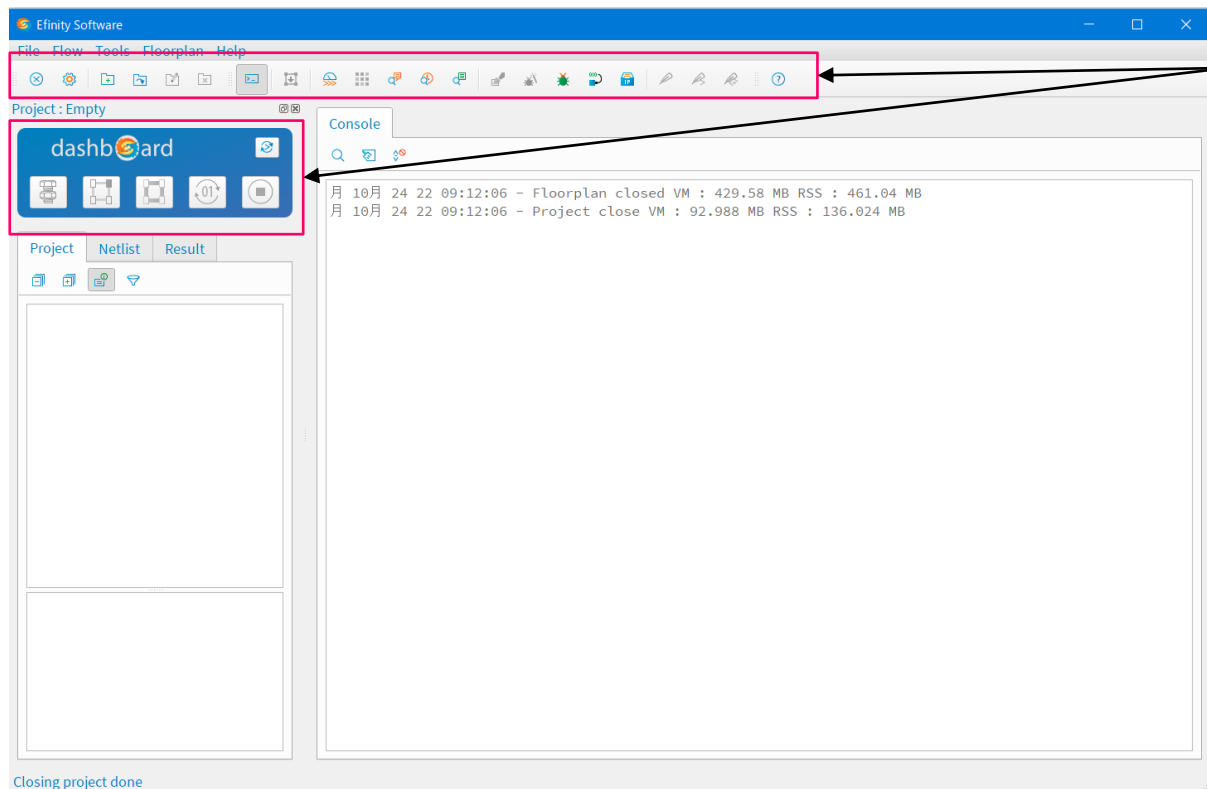 Efinity Software
File Flow Tools Floorplan Help
Project : Empty
dashboard
01
Project Netlist Result
Console
月 10月 24 22 09:12:06 - Floorplan closed VM : 429.58 MB RSS : 461.04 MB
月 10月 24 22 09:12:06 - Project close VM : 92.988 MB RSS : 136.024 MB
Closing project done